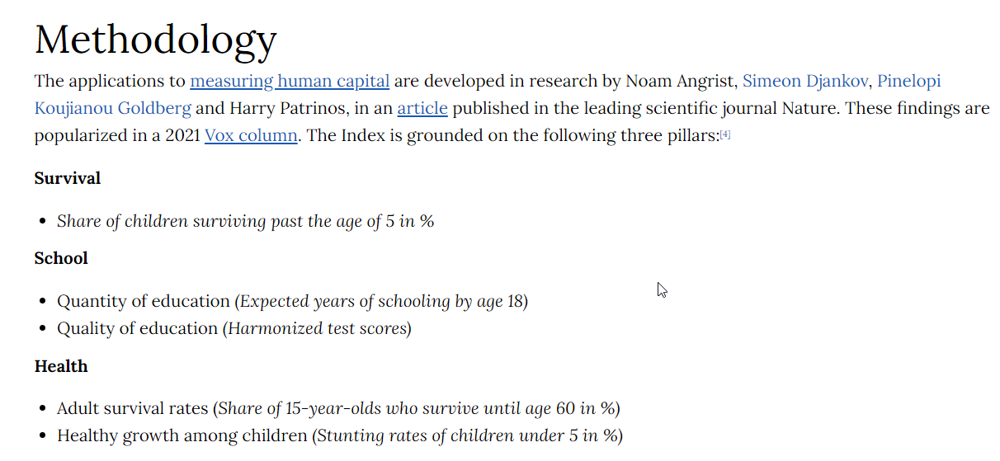 Methodology
The applications to measuring human capital are developed in research by Noam Angrist, Simeon Djankov, Pinelopi
Koujianou Goldberg and Harry Patrinos, in an article published in the leading scientific journal Nature. These findings are
popularized in a 2021 Vox column. The Index is grounded on the following three pillars:[4]
Survival
• Share of children surviving past the age of 5 in %
School
• Quantity of education (Expected years of schooling by age 18)
• Quality of education (Harmonized test scores)
Health
• Adult survival rates (Share of 15-year-olds who survive until age 60 in %)
• Healthy growth among children (Stunting rates of children under 5 in %)